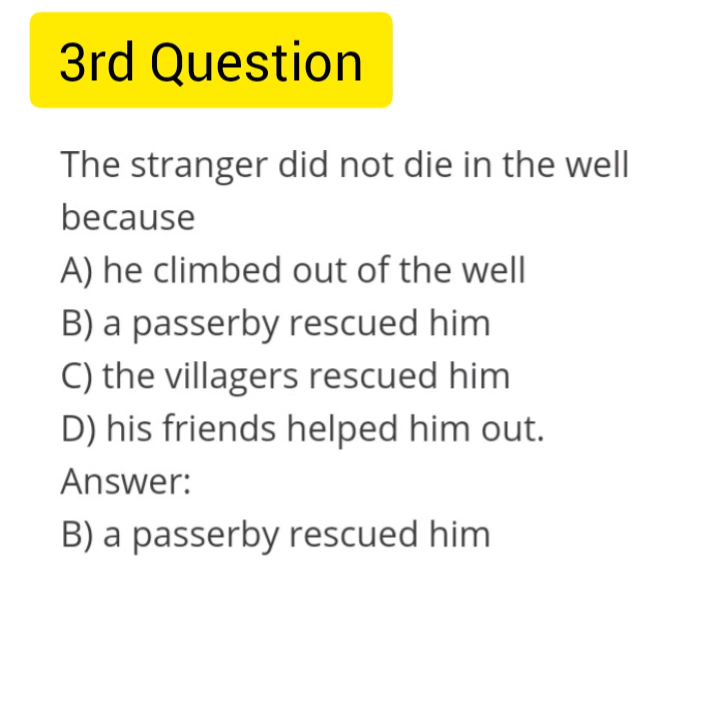 3rd Question
The stranger did not die in the well
because
A) he climbed out of the well
B) a passerby rescued him
C) the villagers rescued him
D) his friends helped him out.
Answer:
B) a passerby rescued him